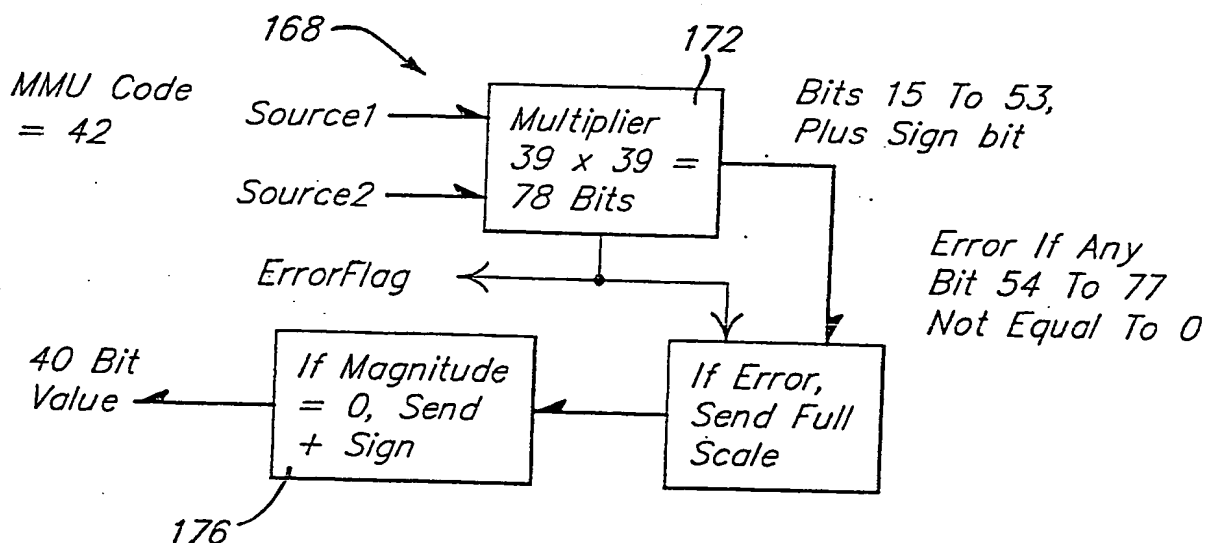 168
172
MMU Code
= 42
Source1
Source2
Multiplier
39 x 39 =
78 Bits
Bits 15 To 53,
Plus Sign bit
ErrorFlag
Error If Any
Bit 54 To 77
Not Equal To 0
40 Bit
Value
If Magnitude
= 0, Send
+ Sign
If Error,
Send Full
Scale
176